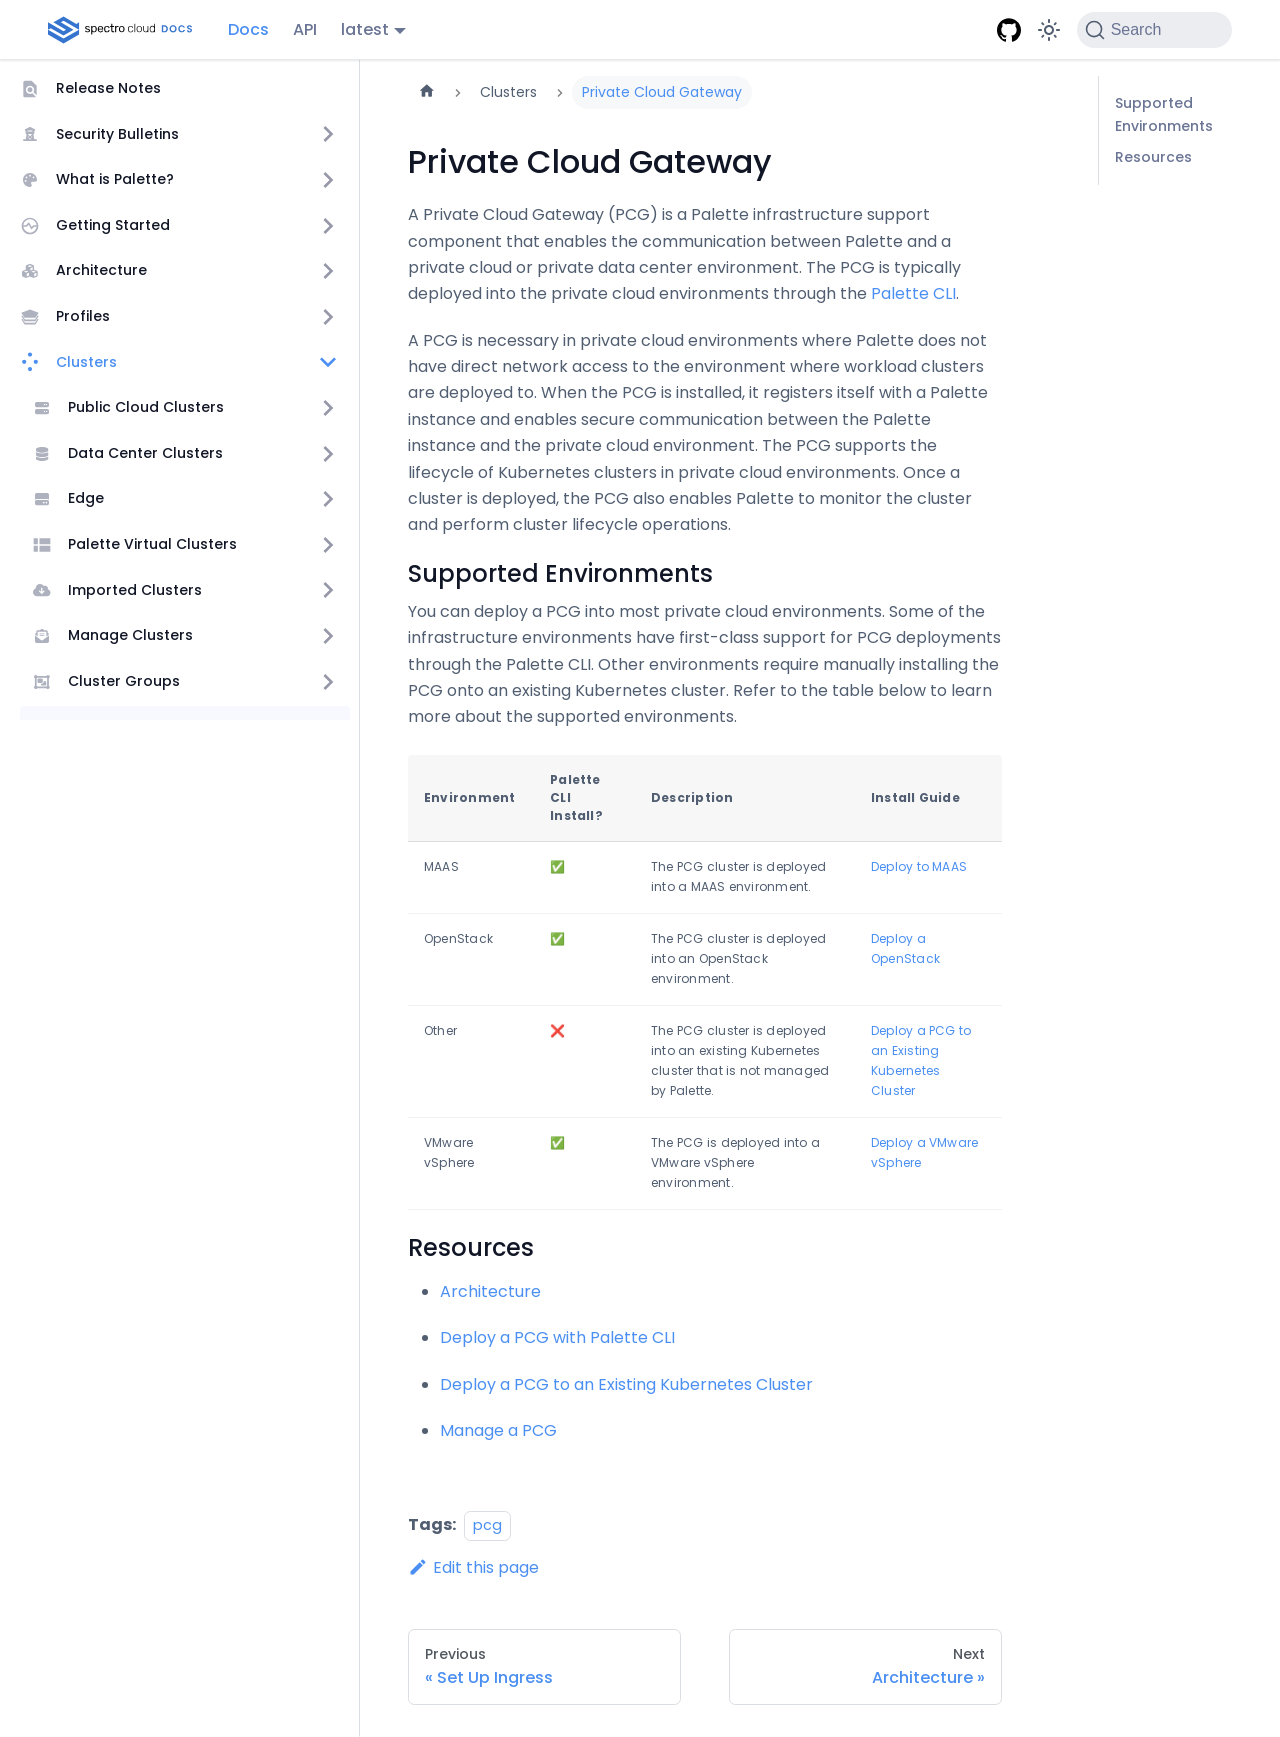 spectro cloud DOCS
Docs
API
latest
Search
Release Notes
Security Bulletins
What is Palette?
Getting Started
Architecture
Profiles
Clusters
Public Cloud Clusters
Data Center Clusters
Edge
Palette Virtual Clusters
Imported Clusters
Manage Clusters
Cluster Groups
Clusters
Private Cloud Gateway
Private Cloud Gateway
A Private Cloud Gateway (PCG) is a Palette infrastructure support
component that enables the communication between Palette and a
private cloud or private data center environment. The PCG is typically
deployed into the private cloud environments through the Palette CLI.
A PCG is necessary in private cloud environments where Palette does not
have direct network access to the environment where workload clusters
are deployed to. When the PCG is installed, it registers itself with a Palette
instance and enables secure communication between the Palette
instance and the private cloud environment. The PCG supports the
lifecycle of Kubernetes clusters in private cloud environments. Once a
cluster is deployed, the PCG also enables Palette to monitor the cluster
and perform cluster lifecycle operations.
Supported Environments
You can deploy a PCG into most private cloud environments. Some of the
infrastructure environments have first-class support for PCG deployments
through the Palette CLI. Other environments require manually installing the
PCG onto an existing Kubernetes cluster. Refer to the table below to learn
more about the supported environments.
Environment
Palette
CLI
Install?
Description
Install Guide
MAAS
✅
The PCG cluster is deployed
into a MAAS environment.
Deploy to MAAS
OpenStack
✅
The PCG cluster is deployed
into an OpenStack
environment.
Deploy a
OpenStack
Other
❌
The PCG cluster is deployed
into an existing Kubernetes
cluster that is not managed
by Palette.
Deploy a PCG to
an Existing
Kubernetes
Cluster
VMware
vSphere
✅
The PCG is deployed into a
VMware vSphere
environment.
Deploy a VMware
vSphere
Resources
Architecture
Deploy a PCG with Palette CLI
Deploy a PCG to an Existing Kubernetes Cluster
Manage a PCG
Tags: pcg
Edit this page
Previous
« Set Up Ingress
Next
Architecture »
Supported
Environments
Resources